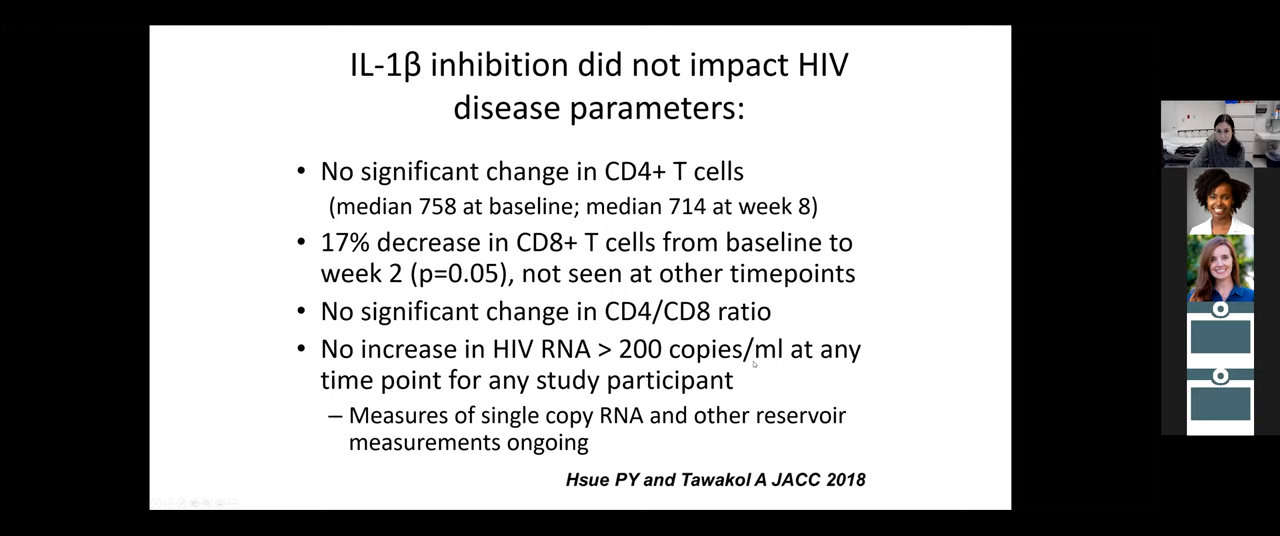 IL-1β inhibition did not impact HIV
disease parameters:
• No significant change in CD4+ T cells
(median 758 at baseline; median 714 at week 8)
• 17% decrease in CD8+ T cells from baseline to
week 2 (p=0.05), not seen at other timepoints
• No significant change in CD4/CD8 ratio
• No increase in HIV RNA > 200 copies/ml at any
time point for any study participant
– Measures of single copy RNA and other reservoir
measurements ongoing
Hsue PY and Tawakol A JACC 2018